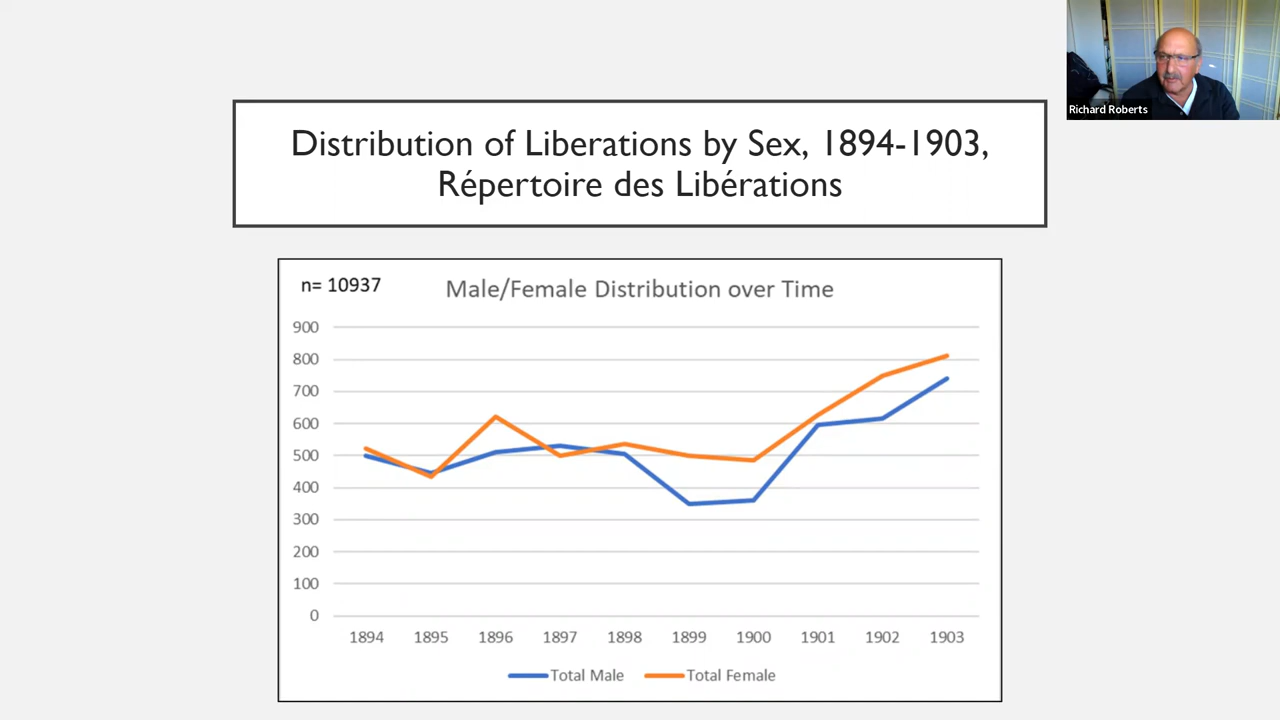 Richard Roberts
Distribution of Liberations by Sex, 1894-1903,
Répertoire des Libérations
n= 10937
Male/Female Distribution over Time
900
800
700
600
500
400
300
200
100
0
1894 1895 1896 1897 1898 1899 1900 1901 1902 1903
Total Male Total Female